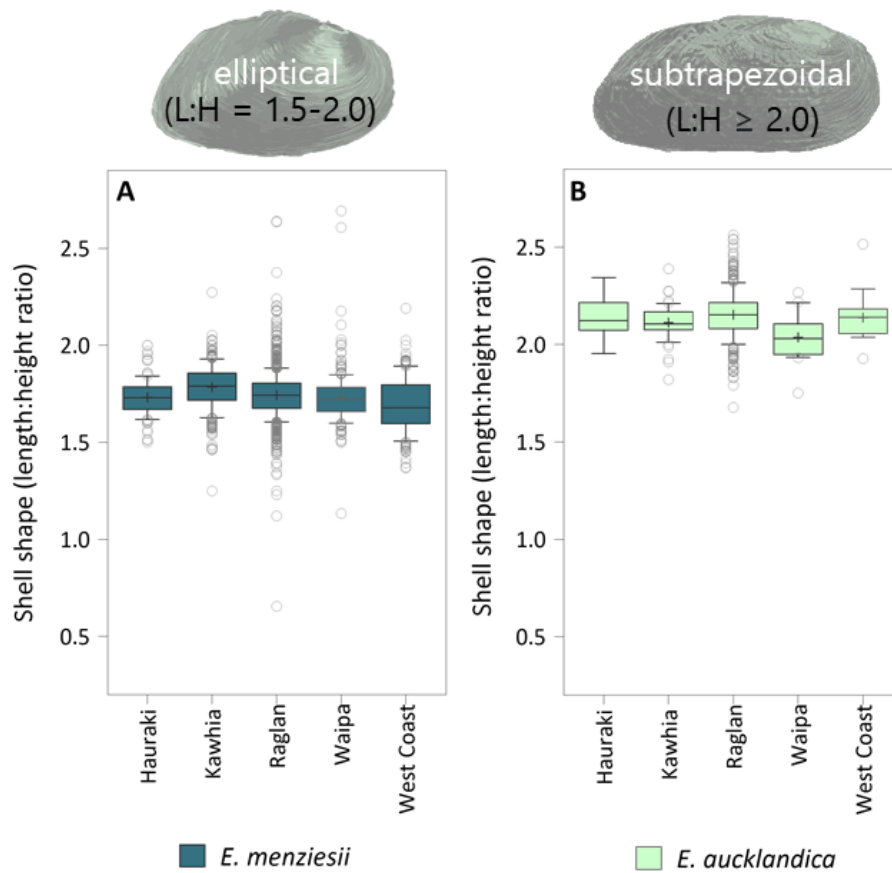 elliptical
(L:H = 1.5-2.0)
subtrapezoidal
(L:H ≥ 2.0)
A
Shell shape (length:height ratio)
2.5
2.0
1.5
1.0
0.5
Hauraki
Kawhia
Raglan
Waipa
West Coast
E. menziesii
B
Shell shape (length:height ratio)
2.5
2.0
1.5
1.0
0.5
Hauraki
Kawhia
Raglan
Waipa
West Coast
E. aucklandica